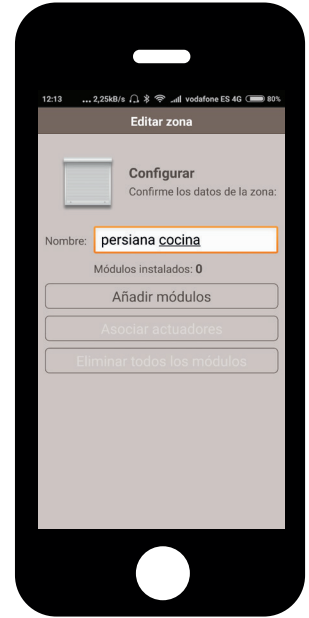 12:13 ... 2,25kB/s vodafone ES 4G 80%
Editar zona
Configurar
Confirme los datos de la zona:
Nombre: persiana cocina
Módulos instalados: 0
Añadir módulos
Asociar actuadores
Eliminar todos los módulos